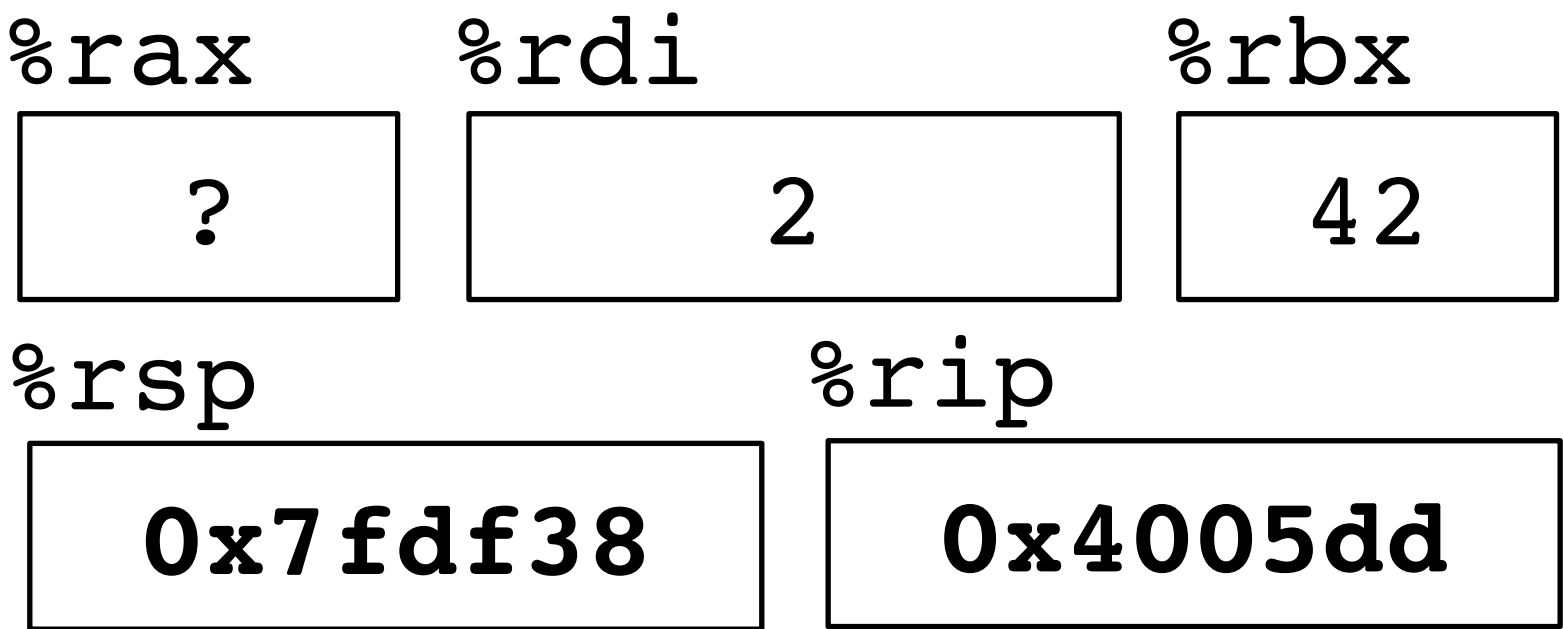 %rax %rdi %rbx
? 2 42
%rsp %rip
0x7fdf38 0x4005dd